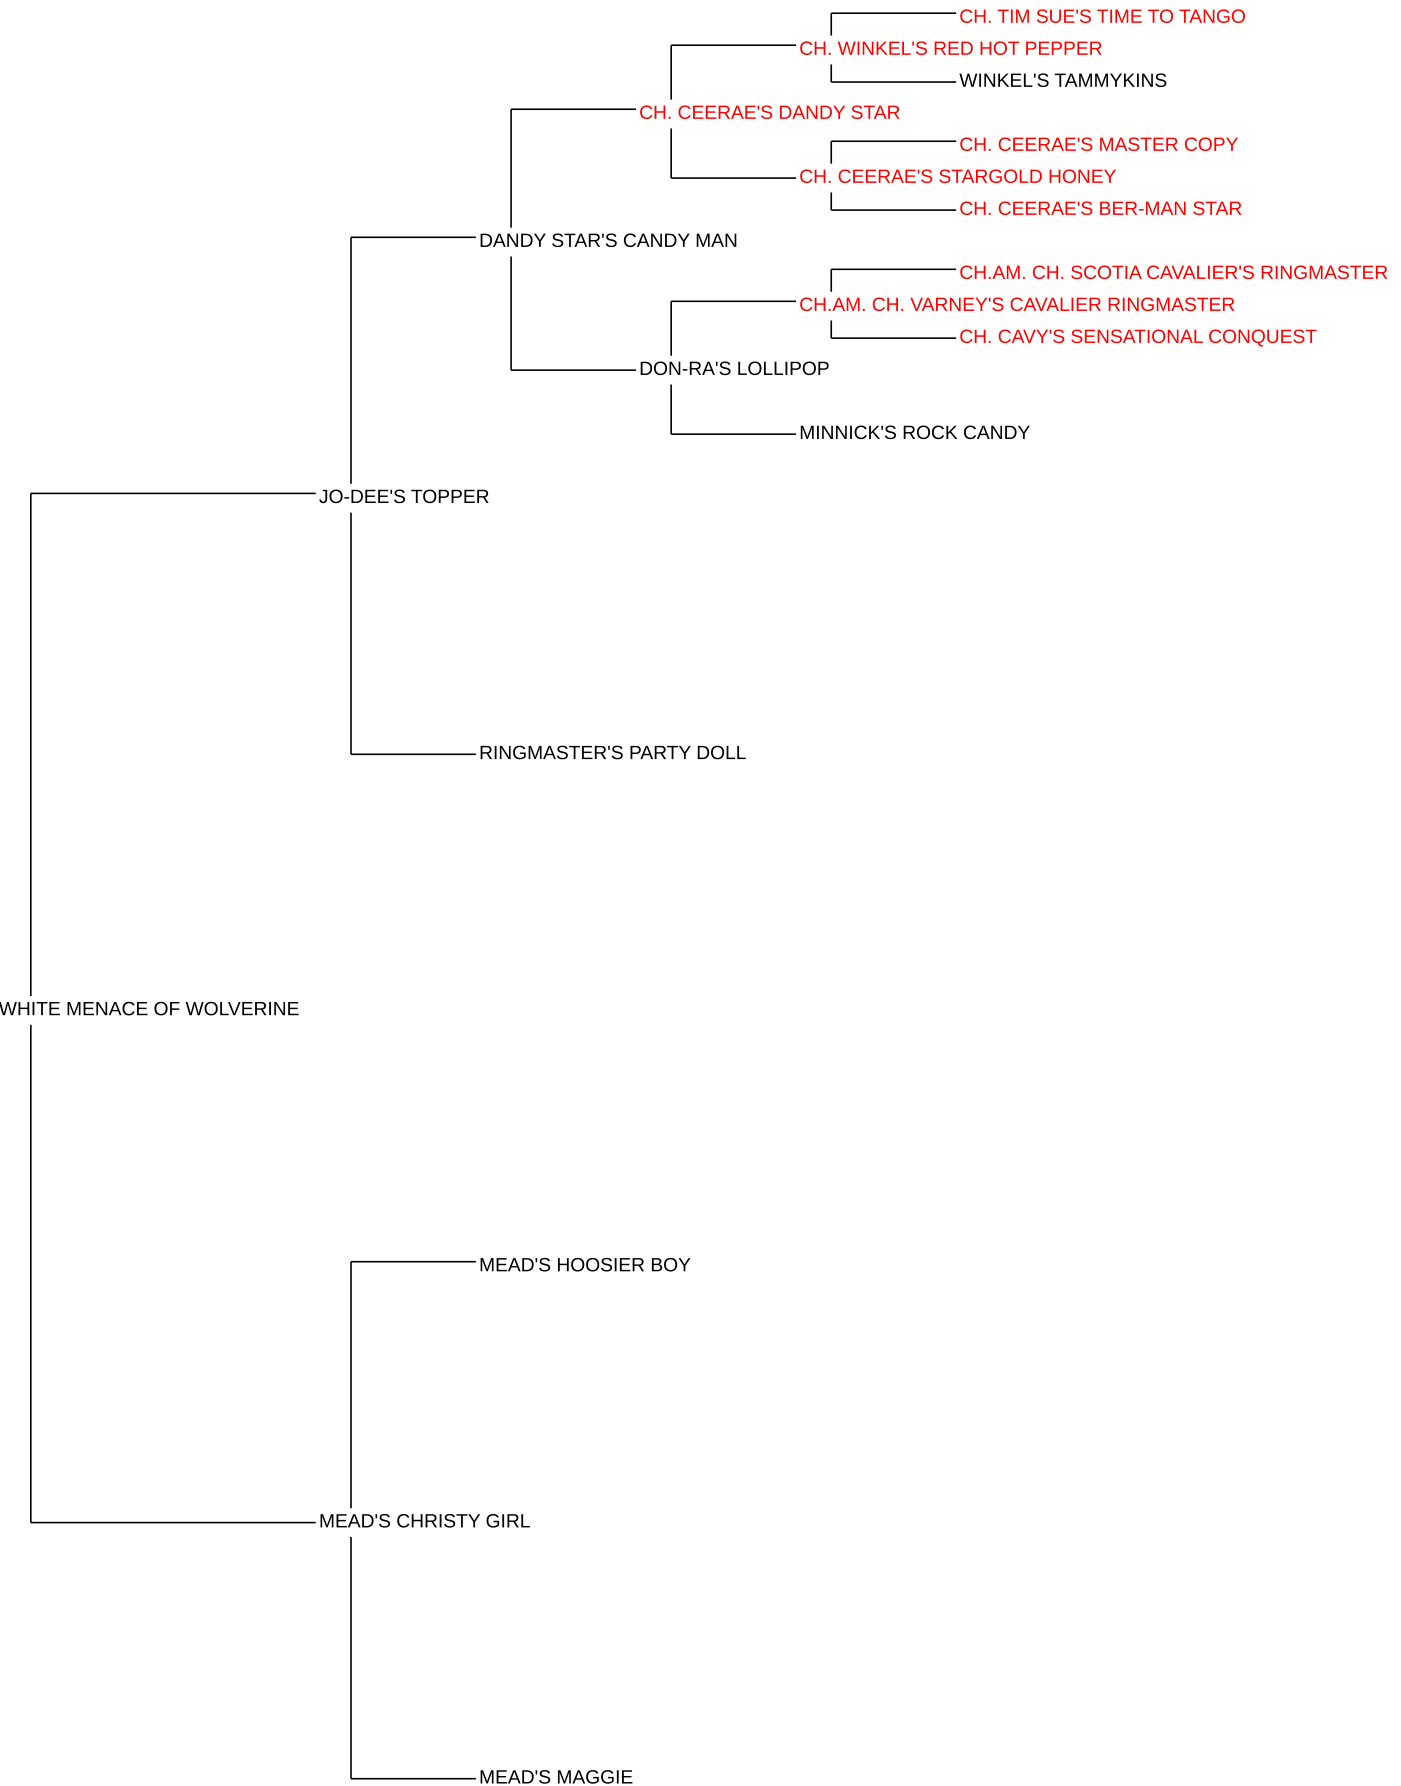 CH. TIM SUE'S TIME TO TANGO
CH. WINKEL'S RED HOT PEPPER
WINKEL'S TAMMYKINS
CH. CEERAE'S DANDY STAR
CH. CEERAE'S MASTER COPY
CH. CEERAE'S STARGOLD HONEY
CH. CEERAE'S BER-MAN STAR
DANDY STAR'S CANDY MAN
CH.AM. CH. SCOTIA CAVALIER'S RINGMASTER
CH.AM. CH. VARNEY'S CAVALIER RINGMASTER
CH. CAVY'S SENSATIONAL CONQUEST
DON-RA'S LOLLIPOP
MINNICK'S ROCK CANDY
JO-DEE'S TOPPER
RINGMASTER'S PARTY DOLL
WHITE MENACE OF WOLVERINE
MEAD'S HOOSIER BOY
MEAD'S CHRISTY GIRL
MEAD'S MAGGIE